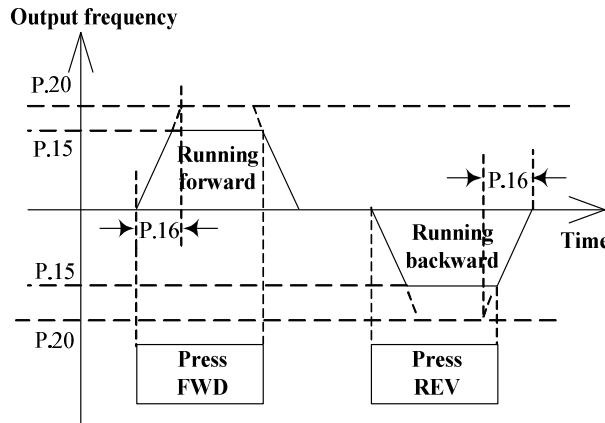 Output frequency
P.20
P.15
Running
forward
P.16
P.16
Time
Running
backward
P.15
P.20
Press
FWD
Press
REV